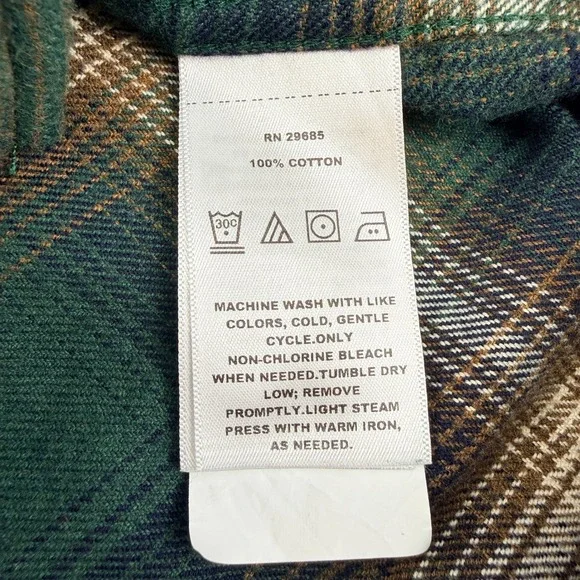 RN 29685
100% COTTON
30C
MACHINE WASH WITH LIKE
COLORS, COLD, GENTLE
CYCLE.ONLY
NON-CHLORINE BLEACH
WHEN NEEDED.TUMBLE DRY
LOW; REMOVE
PROMPTLY.LIGHT STEAM
PRESS WITH WARM IRON,
AS NEEDED.